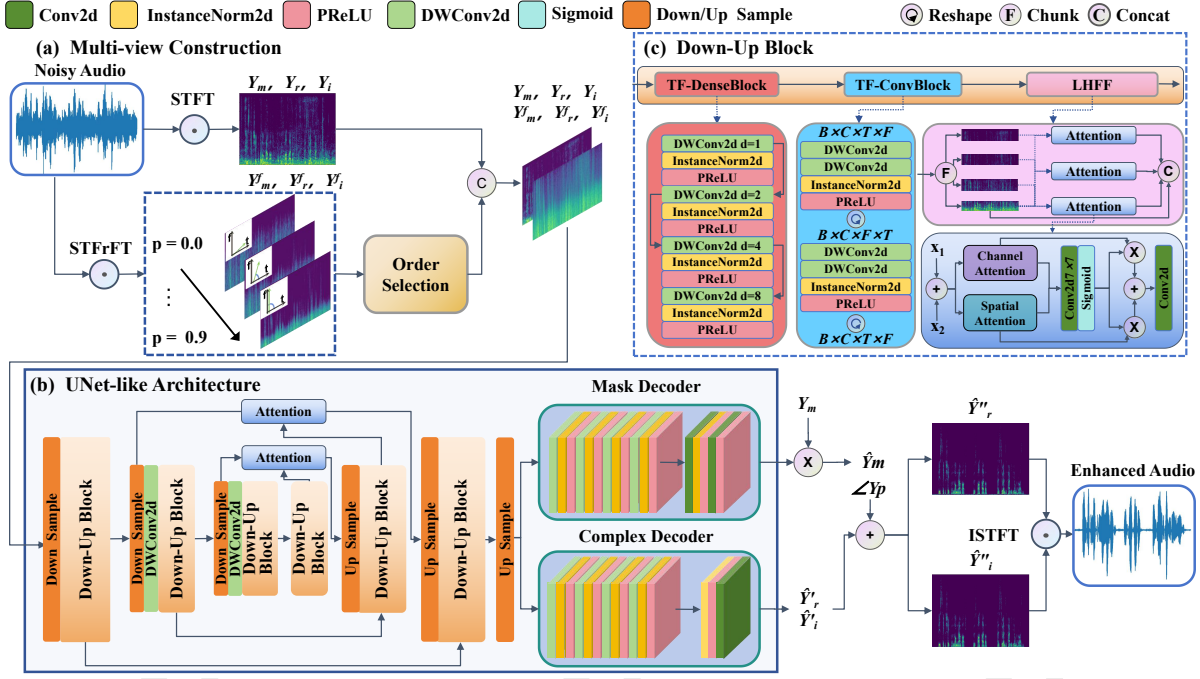 Conv2d InstanceNorm2d PReLU DWConv2d Sigmoid Down/Up Sample Reshape F Chunk C Concat
(a) Multi-view Construction
Noisy Audio
STFT
Y_m, Y_r, Y_i
Y^f_m, Y^f_r, Y^f_i
STFrFT
p = 0.0
⋮
p = 0.9
f
t
f
t
f
t
Order
Selection
C
Y_m, Y_r, Y_i
Y^f_m, Y^f_r, Y^f_i
(c) Down-Up Block
TF-DenseBlock
TF-ConvBlock
LHFF
DWConv2d d=1
InstanceNorm2d
PReLU
DWConv2d d=2
InstanceNorm2d
PReLU
DWConv2d d=4
InstanceNorm2d
PReLU
DWConv2d d=8
InstanceNorm2d
PReLU
B×C×T×F
DWConv2d
DWConv2d
InstanceNorm2d
PReLU
B×C×F×T
DWConv2d
DWConv2d
InstanceNorm2d
PReLU
B×C×T×F
F
Attention
Attention
Attention
C
x₁
+
x₂
Channel
Attention
Spatial
Attention
Conv2d7×7
Sigmoid
X
+
X
Conv2d
(b) UNet-like Architecture
Down Sample
Down-Up Block
Down Sample
DWConv2d
Down-Up Block
Attention
Attention
Down Sample
DWConv2d
Down-Up
Block
Down-Up
Block
Up Sample
Down-Up Block
Up Sample
Down-Up Block
Up Sample
Mask Decoder
Complex Decoder
Y_m
X
Ŷm
∠Yp
+
Ŷ'_r
Ŷ'_i
Ŷ''_r
ISTFT
Ŷ''_i
Enhanced Audio